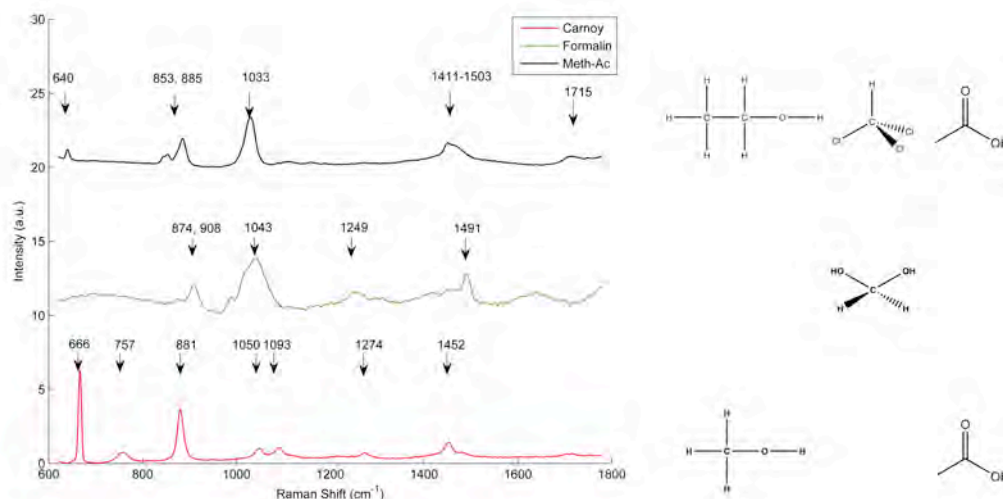 30
25
20
15
10
5
0
Intensity (a.u.)
Carnoy
Formalin
Meth-Ac
640
853, 885
1033
1411-1503
1715
874, 908
1043
1249
1491
666
757
881
1050 1093
1274
1452
600
800
1000
1200
1400
1600
1800
Raman Shift (cm-1)
H H
H C C O H
H H
H
C
Cl Cl
Cl
O
OH
HO OH
C
H H
H
H C O H
H
O
OH